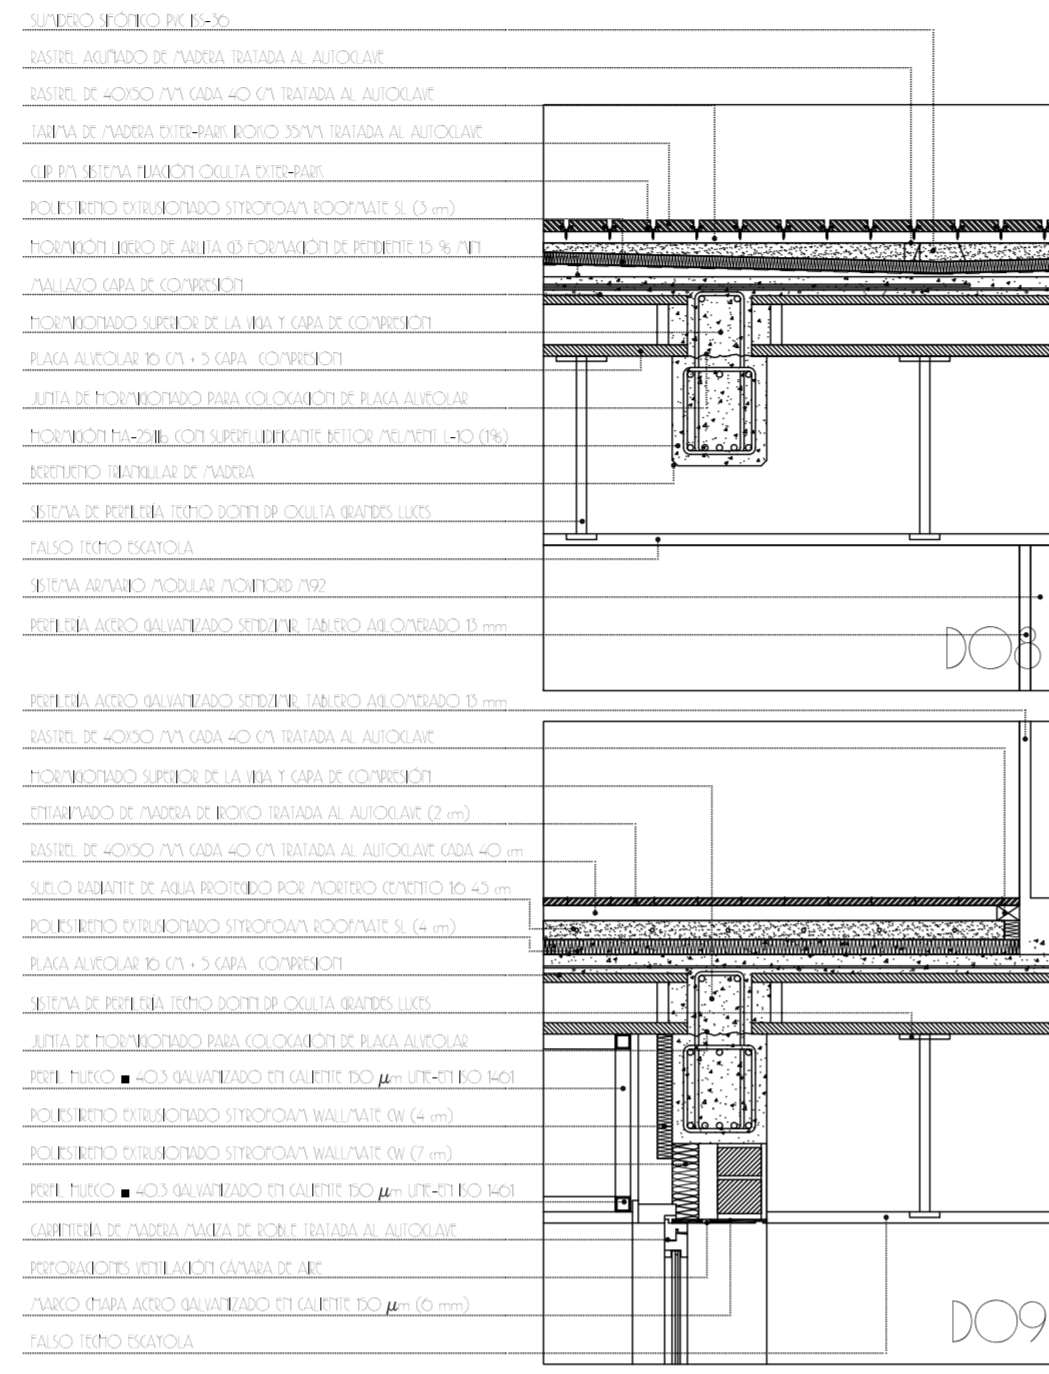 SUMIDERO SIFÓNICO PVC ISS-36
RASTREL ACUÑADO DE MADERA TRATADA AL AUTOCLAVE
RASTREL DE 40X50 MM CADA 40 CM TRATADA AL AUTOCLAVE
TARIMA DE MADERA EXTER-PARK IROKO 35MM TRATADA AL AUTOCLAVE
CLIP PM SISTEMA FIJACIÓN OCULTA EXTER-PARK
POLIESTIRENO EXTRUSIONADO STYROFOAM ROOFMATE SL (3 cm)
HORMIGÓN LIGERO DE ARLITA G3 FORMACIÓN DE PENDIENTE 1.5 % MIN
MALLAZO CAPA DE COMPRESIÓN
HORMIGONADO SUPERIOR DE LA VIGA Y CAPA DE COMPRESIÓN
PLACA ALVEOLAR 16 CM + 5 CAPA COMPRESION
JUNTA DE HORMIGONADO PARA COLOCACIÓN DE PLACA ALVEOLAR
HORMIGÓN HA-25/IIb CON SUPERFLUIDIFICANTE BETTOR MELMENT L-10 (1%)
BERENJENO TRIANGULAR DE MADERA
SISTEMA DE PERFILERÍA TECHO DONN DP OCULTA GRANDES LUCES
FALSO TECHO ESCAYOLA
SISTEMA ARMARIO MODULAR MOVINORD M92
PERFILERÍA ACERO GALVANIZADO SENDZIMIR, TABLERO AGLOMERADO 13 mm
D08
PERFILERÍA ACERO GALVANIZADO SENDZIMIR, TABLERO AGLOMERADO 13 mm
RASTREL DE 40X50 MM CADA 40 CM TRATADA AL AUTOCLAVE
HORMIGONADO SUPERIOR DE LA VIGA Y CAPA DE COMPRESIÓN
ENTARIMADO DE MADERA DE IROKO TRATADA AL AUTOCLAVE (2 cm)
RASTREL DE 40X50 MM CADA 40 CM TRATADA AL AUTOCLAVE CADA 40 cm
SUELO RADIANTE DE AGUA PROTEGIDO POR MORTERO CEMENTO 1:6 4.5 cm
POLIESTIRENO EXTRUSIONADO STYROFOAM ROOFMATE SL (4 cm)
PLACA ALVEOLAR 16 CM + 5 CAPA COMPRESION
SISTEMA DE PERFILERIA TECHO DONN DP OCULTA GRANDES LUCES
JUNTA DE HORMIGONADO PARA COLOCACIÓN DE PLACA ALVEOLAR
PERFIL HUECO ■ 40.3 GALVANIZADO EN CALIENTE 150 μm UNE-EN ISO 1461
POLIESTIRENO EXTRUSIONADO STYROFOAM WALLMATE CW (4 cm)
POLIESTIRENO EXTRUSIONADO STYROFOAM WALLMATE CW (7 cm)
PERFIL HUECO ■ 40.3 GALVANIZADO EN CALIENTE 150 μm UNE-EN ISO 1461
CARPINTERÍA DE MADERA MACIZA DE ROBLE TRATADA AL AUTOCLAVE
PERFORACIONES VENTILACIÓN CÁMARA DE AIRE
MARCO CHAPA ACERO GALVANIZADO EN CALIENTE 150 μm (6 mm)
FALSO TECHO ESCAYOLA
D09